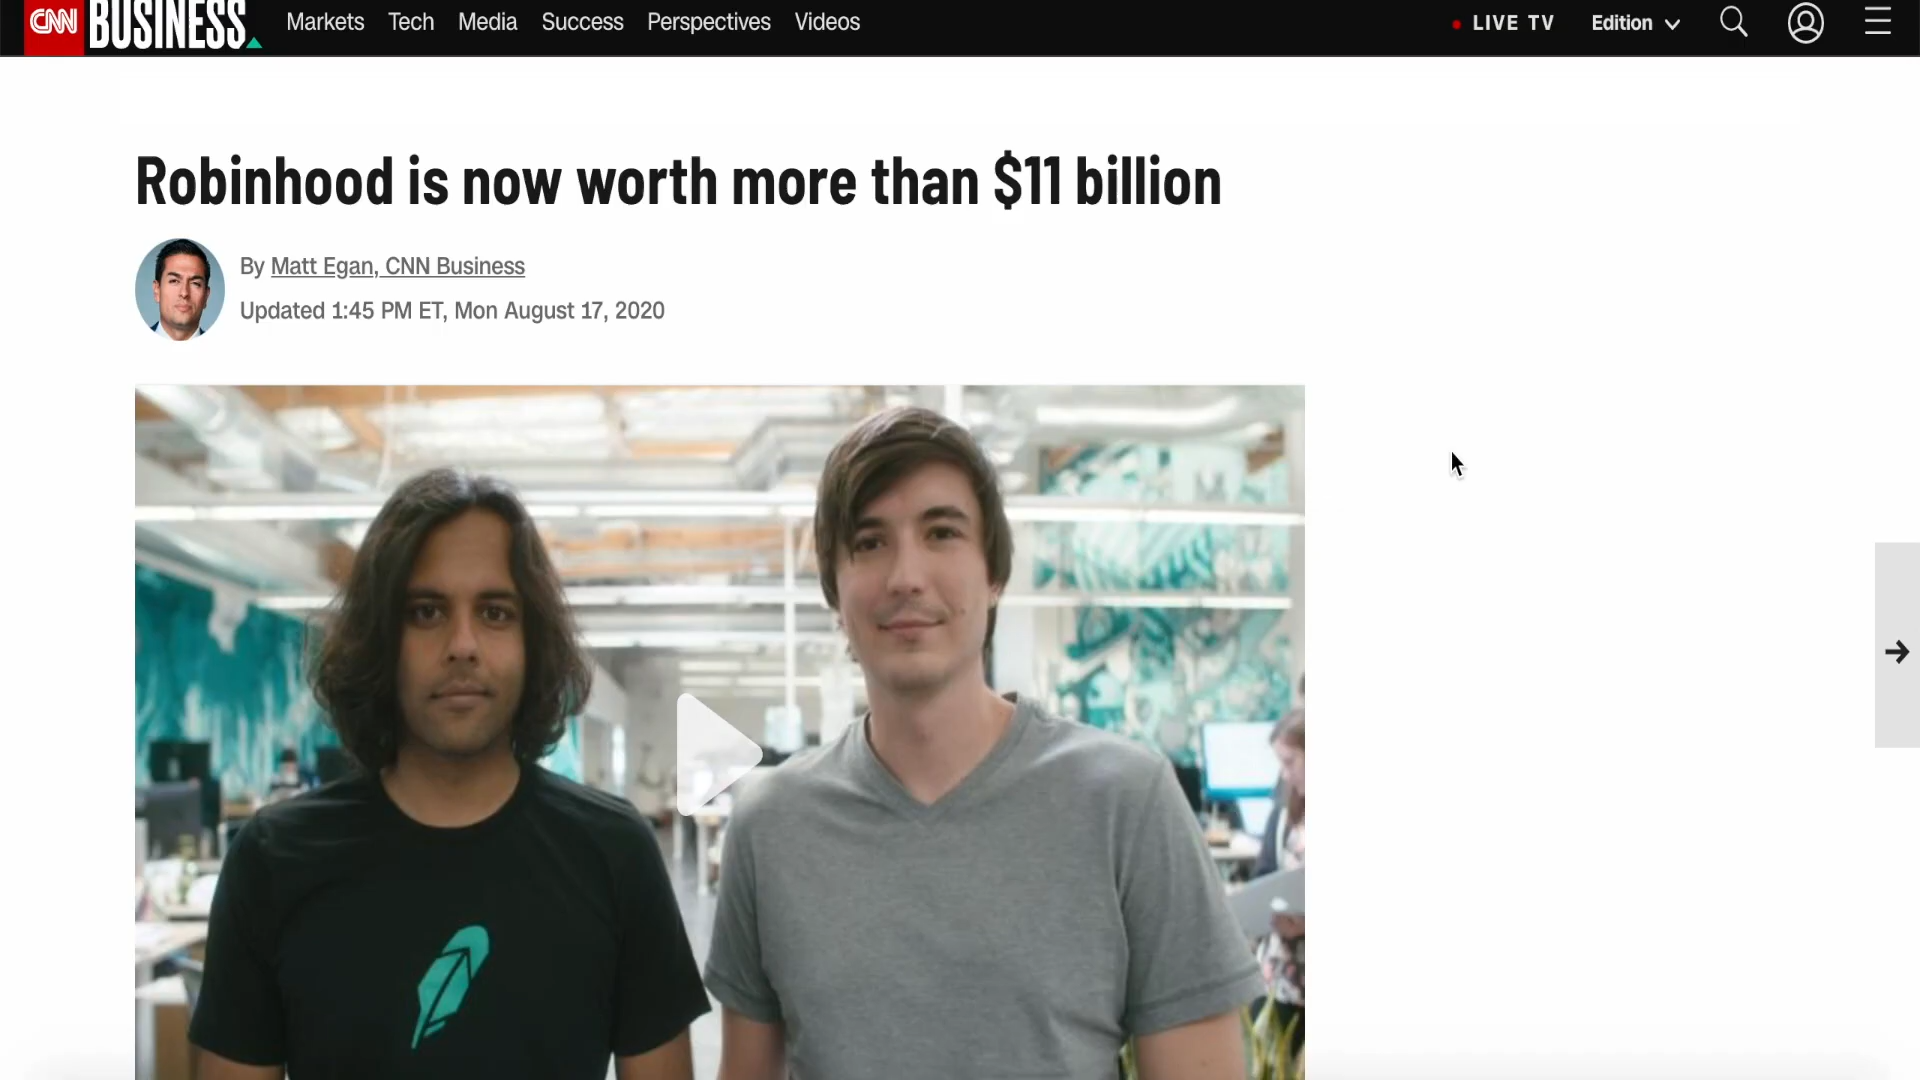 CNN BUSINESS Markets Tech Media Success Perspectives Videos LIVE TV Edition
Robinhood is now worth more than $11 billion
By Matt Egan, CNN Business
Updated 1:45 PM ET, Mon August 17, 2020